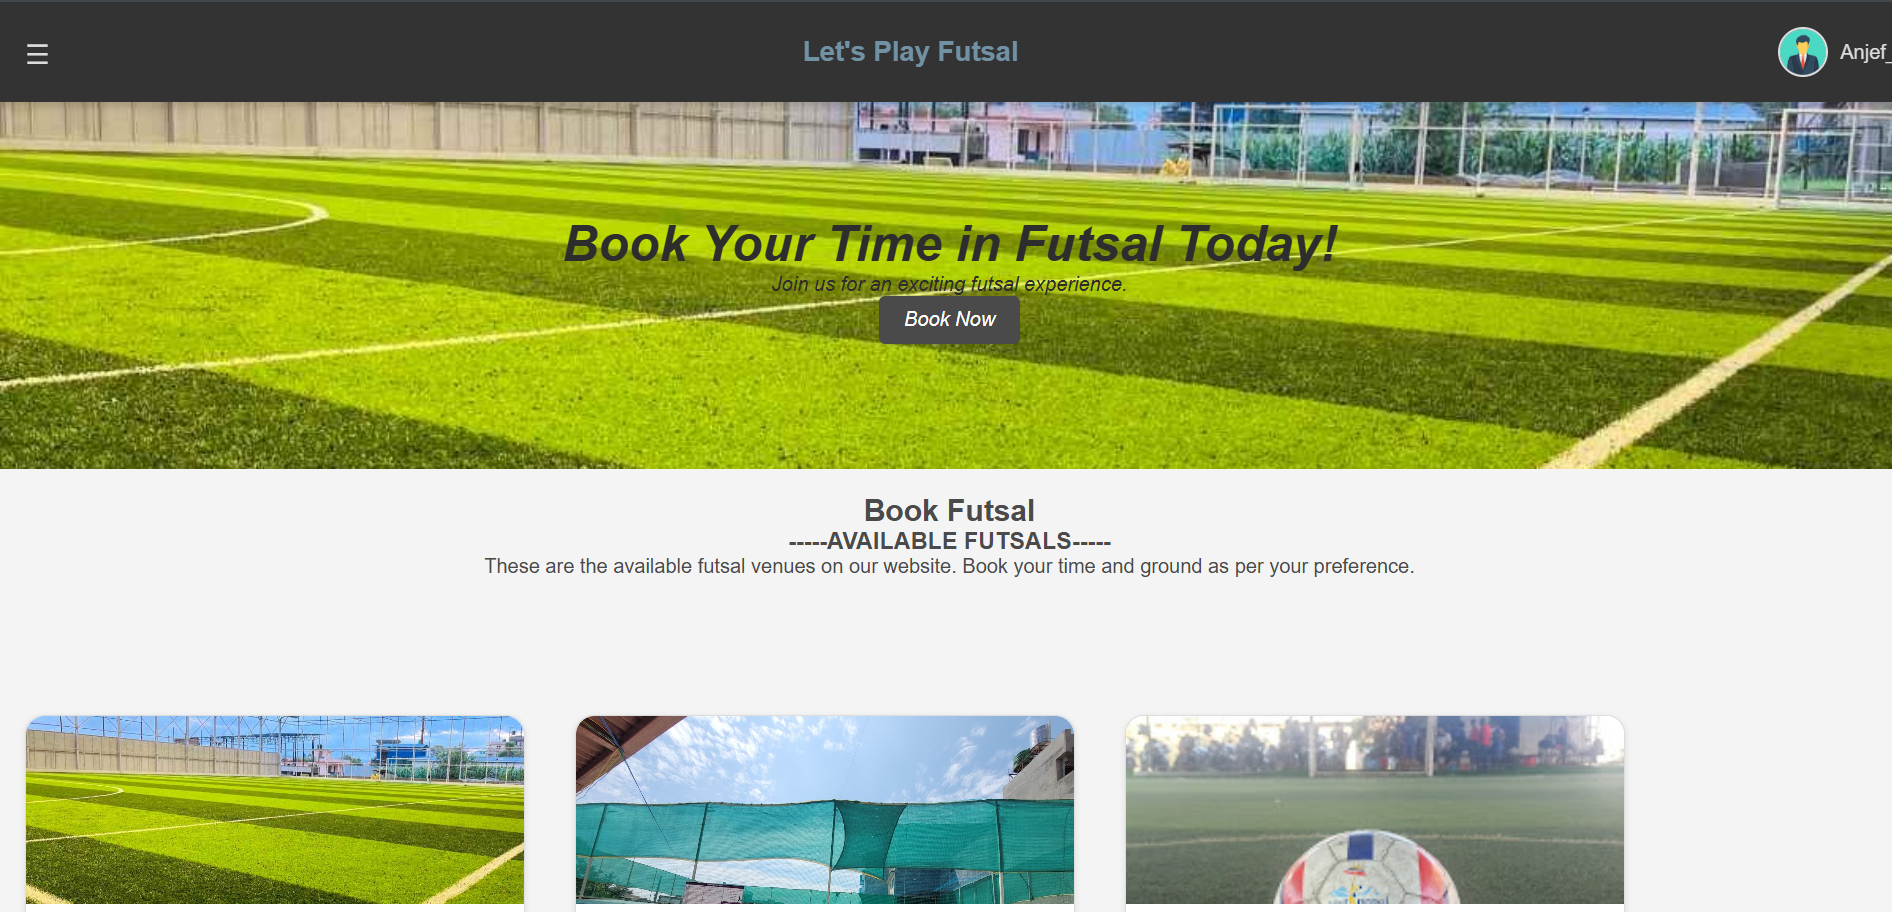 ☰
Let's Play Futsal
Anjef_
Book Your Time in Futsal Today!
Join us for an exciting futsal experience.
Book Now
Book Futsal
-----AVAILABLE FUTSALS-----
These are the available futsal venues on our website. Book your time and ground as per your preference.